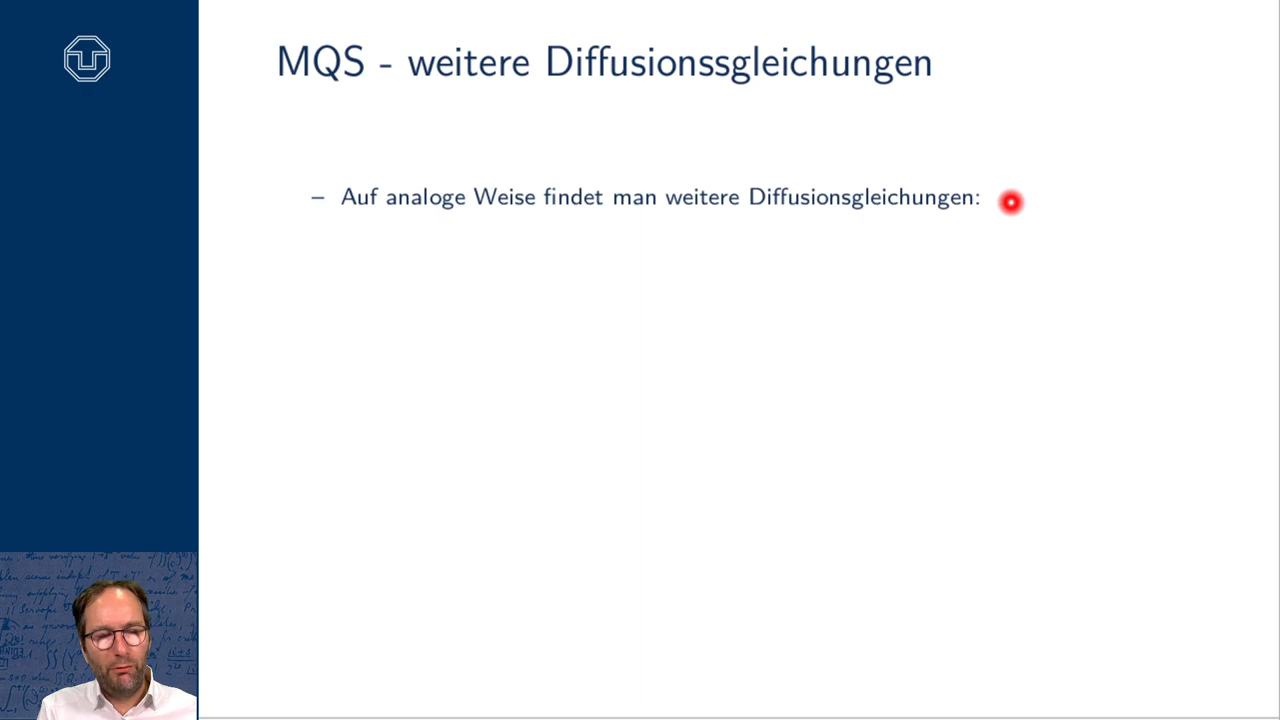 MQS - weitere Diffusionssgleichungen
– Auf analoge Weise findet man weitere Diffusionsgleichungen: